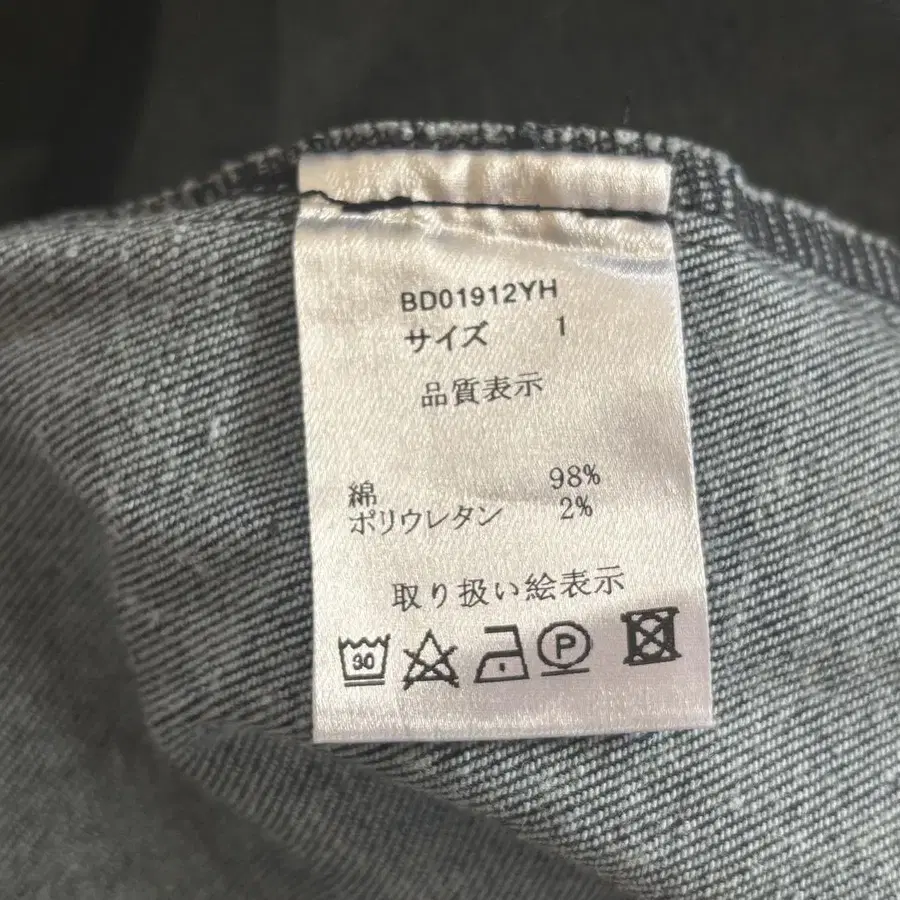 BD01912YH
サイズ 1
品質表示
綿 98%
ポリウレタン 2%
取り扱い絵表示
30 P